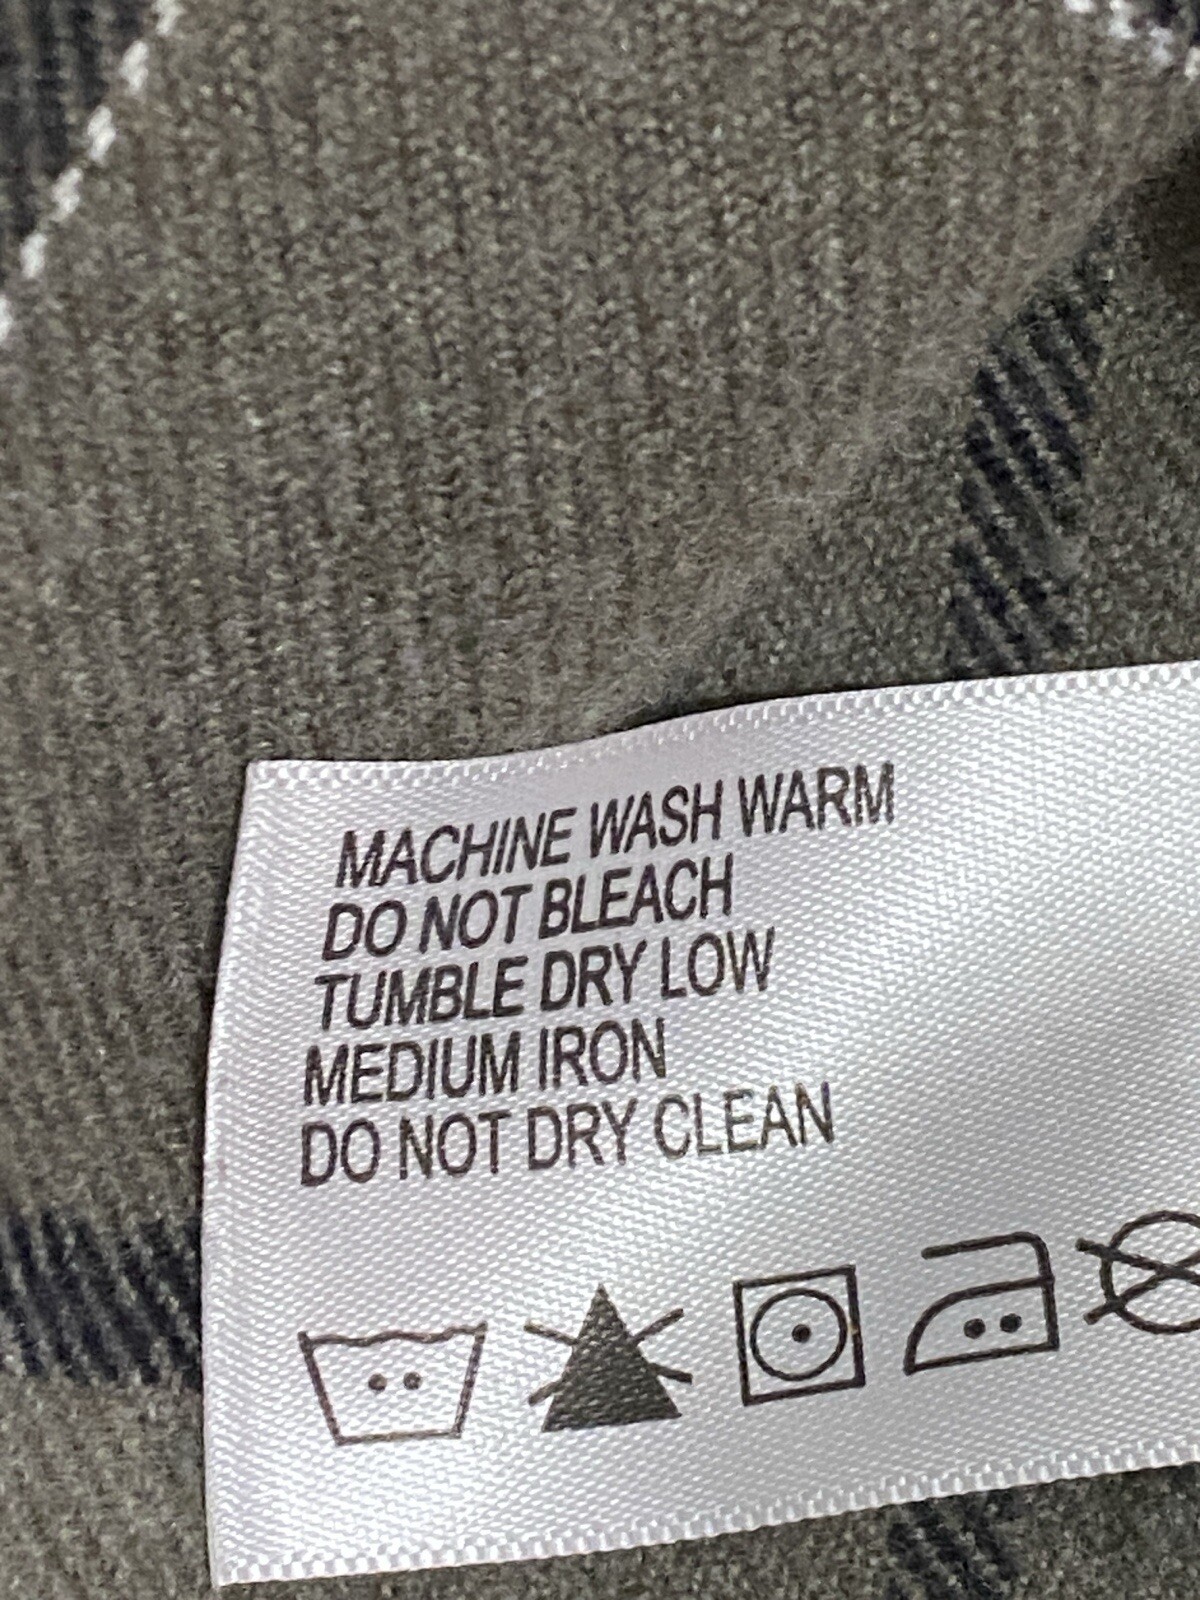 MACHINE WASH WARM
DO NOT BLEACH
TUMBLE DRY LOW
MEDIUM IRON
DO NOT DRY CLEAN